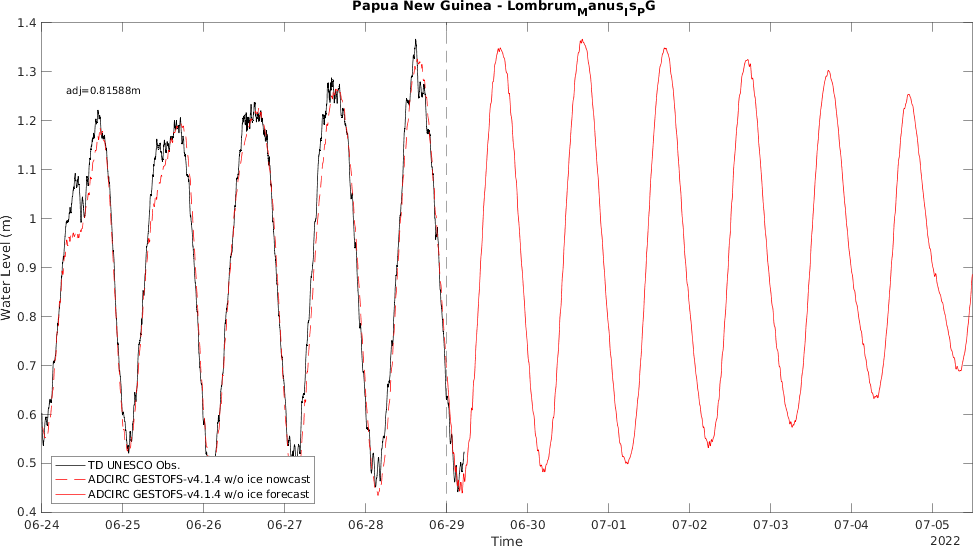 Papua New Guinea - Lombrum_Manus_Is_PG
1.4
1.3
adj=0.81588m
1.2
1.1
1
Water Level (m)
0.9
0.8
0.7
0.6
0.5
0.4
TD UNESCO Obs.
ADCIRC GESTOFS-v4.1.4 w/o ice nowcast
ADCIRC GESTOFS-v4.1.4 w/o ice forecast
06-24 06-25 06-26 06-27 06-28 06-29 06-30 07-01 07-02 07-03 07-04 07-05
Time
2022